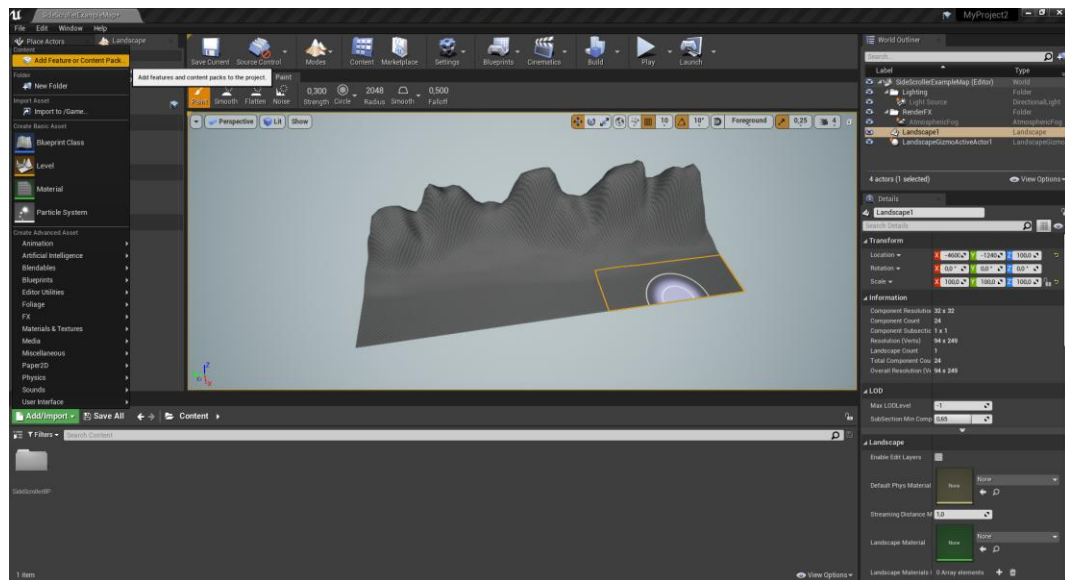 SideScrollerExampleMap•
MyProject2
File Edit Window Help
Place Actors
Landscape
Content
Add Feature or Content Pack...
Add features and content packs to the project.
Folder
New Folder
Import Asset
Import to /Game...
Create Basic Asset
Blueprint Class
Level
Material
Particle System
Create Advanced Asset
Animation
Artificial Intelligence
Blendables
Blueprints
Editor Utilities
Foliage
FX
Materials & Textures
Media
Miscellaneous
Paper2D
Physics
Sounds
User Interface
Save Current Source Control Modes Content Marketplace Settings Blueprints Cinematics Build Play Launch
Paint
Paint Smooth Flatten Noise
0,300 2048 0,500
Strength Circle Radius Smooth Falloff
Perspective Lit Show
10 10° Foreground 0,25 4
Z
X
Add/Import Save All Content
Filters Search Content
SideScrollerBP
1 item
View Options
World Outliner
Search...
Label Type
SideScrollerExampleMap (Editor) World
Lighting Folder
Light Source DirectionalLight
RenderFX Folder
AtmosphericFog AtmosphericFog
Landscape1 Landscape
LandscapeGizmoActiveActor1 LandscapeGizmo
4 actors (1 selected) View Options
Details
Landscape1
Search Details
Transform
Location X -4600, Y -1240, Z 100,0
Rotation X 0,0° Y 0,0° Z 0,0°
Scale X 100,0 Y 100,0 Z 100,0
Information
Component Resolutio 32 x 32
Component Count 24
Component Subsectic 1 x 1
Resolution (Verts) 94 x 249
Landscape Count 1
Total Component Cou 24
Overall Resolution (Ve 94 x 249
LOD
Max LODLevel -1
SubSection Min Comp 0,65
Landscape
Enable Edit Layers
Default Phys Material None None
Streaming Distance M 1,0
Landscape Material None None
Landscape Materials 0 Array elements